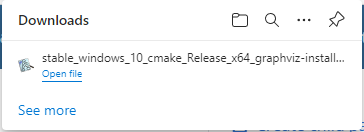 Downloads
stable_windows_10_cmake_Release_x64_graphviz-install...
Open file
See more